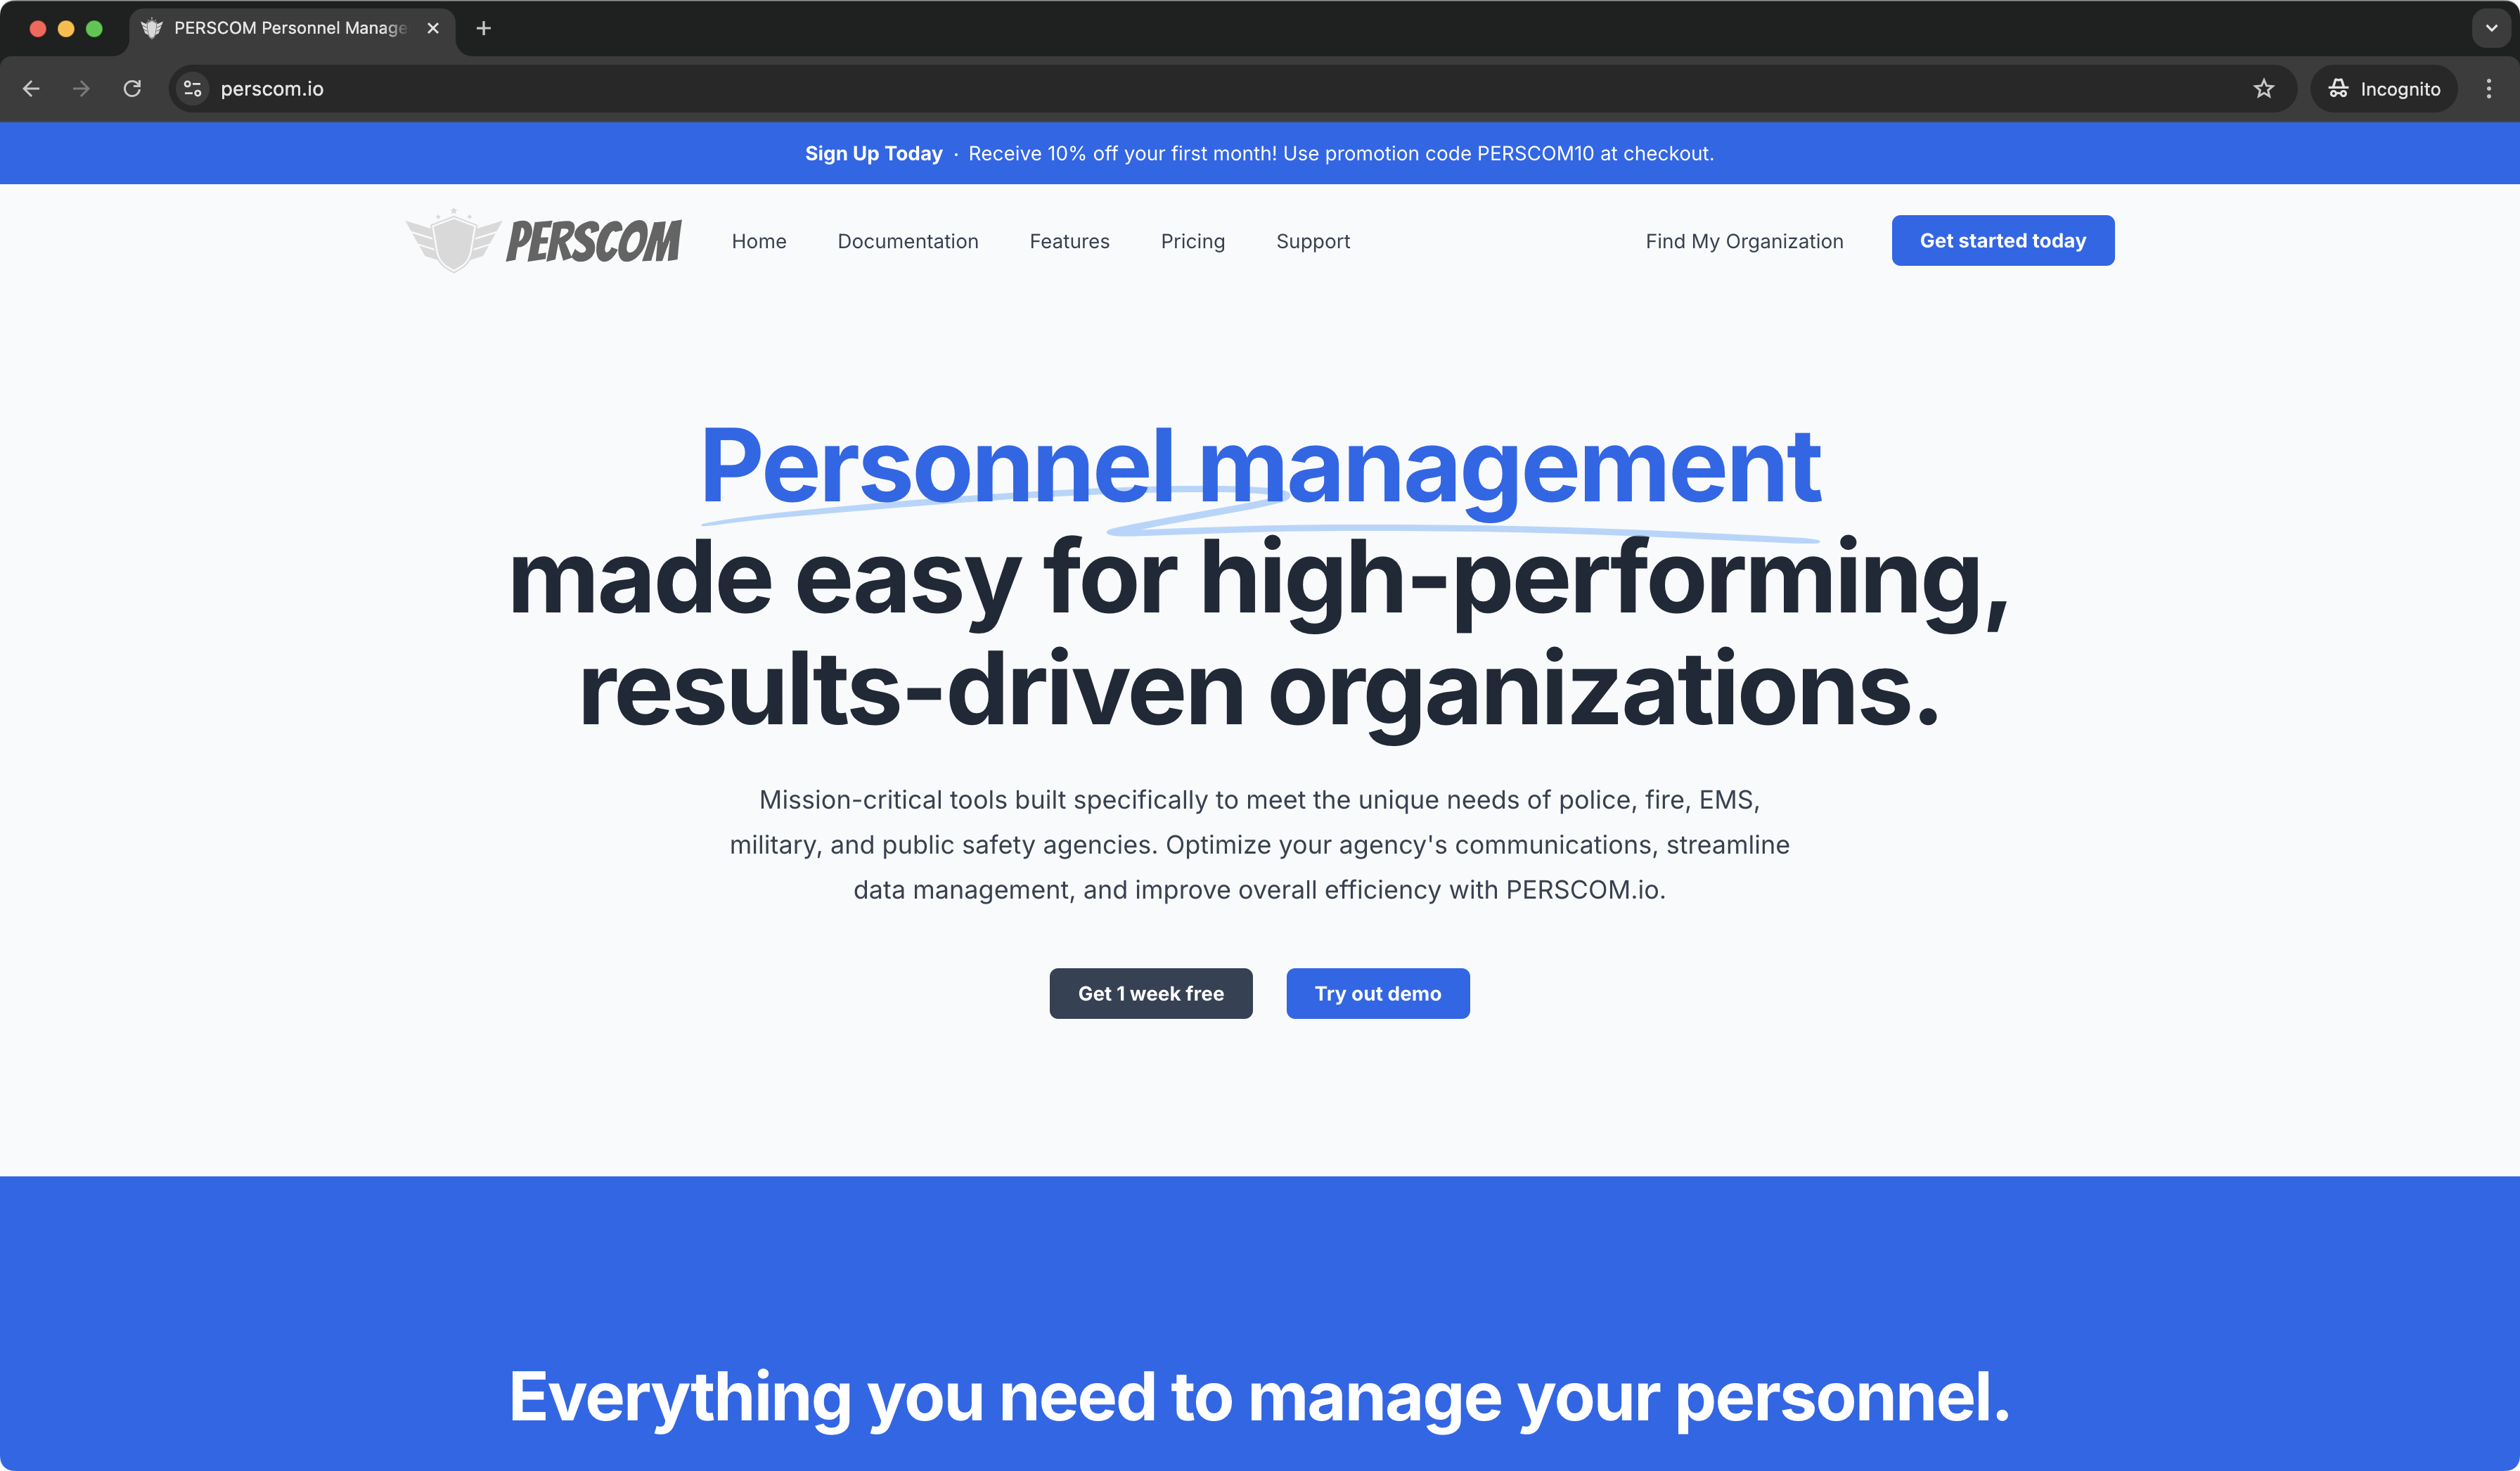 PERSCOM Personnel Manage
perscom.io
Incognito
Sign Up Today · Receive 10% off your first month! Use promotion code PERSCOM10 at checkout.
PERSCOM
Home
Documentation
Features
Pricing
Support
Find My Organization
Get started today
Personnel management
made easy for high-performing,
results-driven organizations.
Mission-critical tools built specifically to meet the unique needs of police, fire, EMS,
military, and public safety agencies. Optimize your agency's communications, streamline
data management, and improve overall efficiency with PERSCOM.io.
Get 1 week free
Try out demo
Everything you need to manage your personnel.